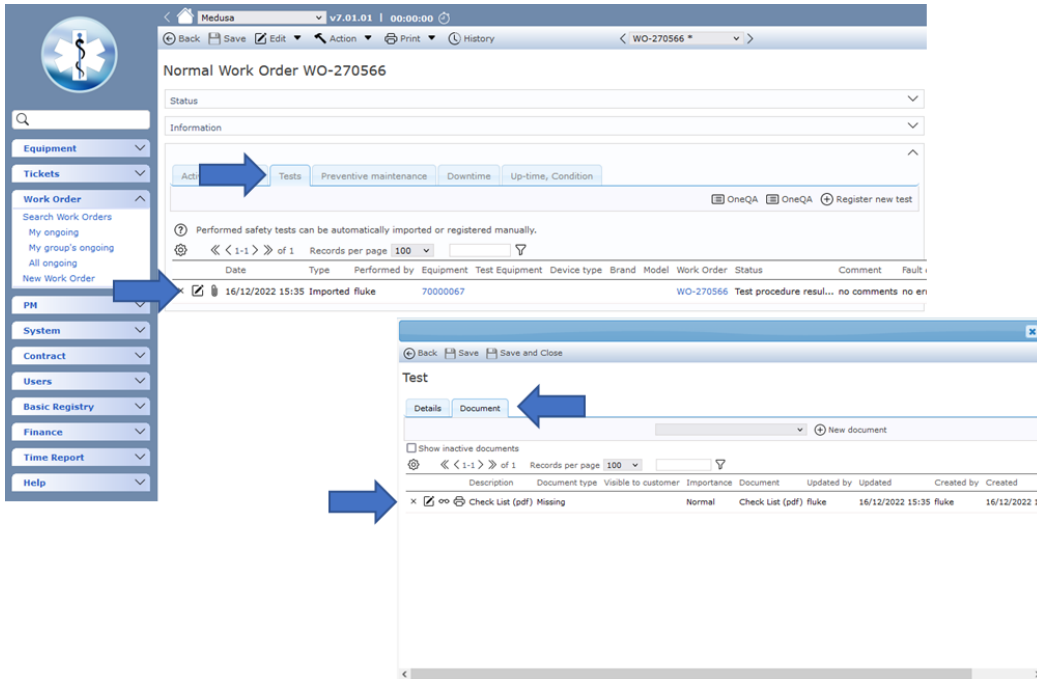 Medusa v7.01.01 | 00:00:00
Back Save Edit Action Print History WO-270566 *
Normal Work Order WO-270566
Status
Information
Equipment
Tickets
Work Order
Search Work Orders
My ongoing
My group's ongoing
All ongoing
New Work Order
PM
System
Contract
Users
Basic Registry
Finance
Time Report
Help
Tests Preventive maintenance Downtime Up-time, Condition
OneQA OneQA Register new test
Performed safety tests can be automatically imported or registered manually.
1-1 of 1 Records per page 100
Date Type Performed by Equipment Test Equipment Device type Brand Model Work Order Status Comment Fault
16/12/2022 15:35 Imported fluke 70000067 WO-270566 Test procedure resul... no comments no
Back Save Save and Close
Test
Details Document
New document
Show inactive documents
1-1 of 1 Records per page 100
Description Document type Visible to customer Importance Document Updated by Updated Created by Created
Check List (pdf) Missing Normal Check List (pdf) fluke 16/12/2022 15:35 fluke 16/12/2022